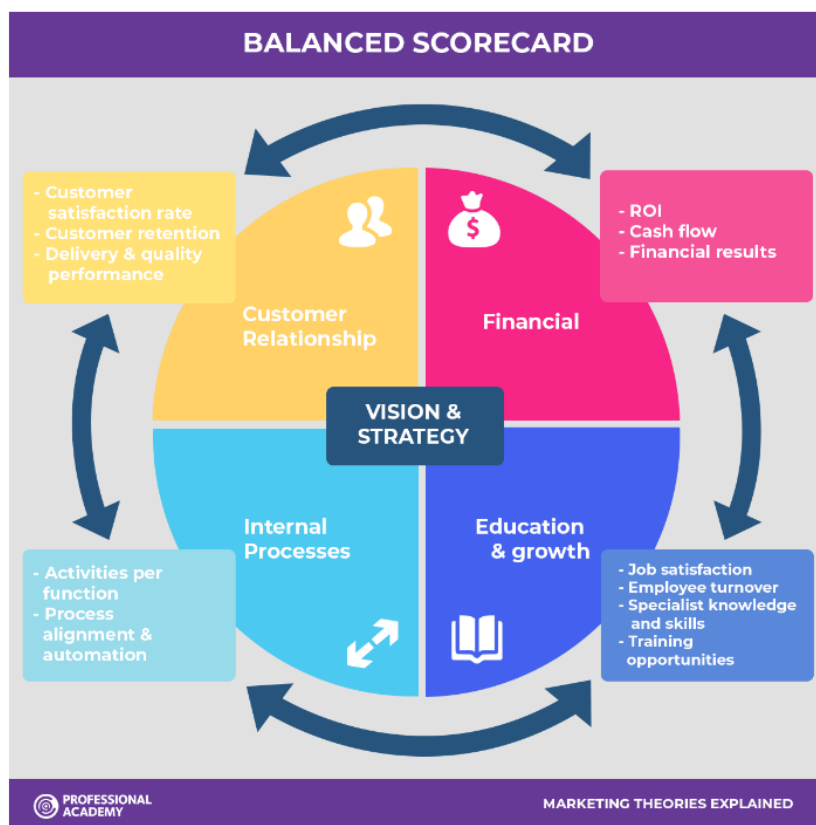 BALANCED SCORECARD
- Customer
satisfaction rate
- Customer retention
- Delivery & quality
performance
- ROI
- Cash flow
- Financial results
$
Customer
Relationship
Financial
VISION &
STRATEGY
Internal
Processes
Education
& growth
- Activities per
function
- Process
alignment &
automation
- Job satisfaction
- Employee turnover
- Specialist knowledge
and skills
- Training
opportunities
PROFESSIONAL
ACADEMY
MARKETING THEORIES EXPLAINED